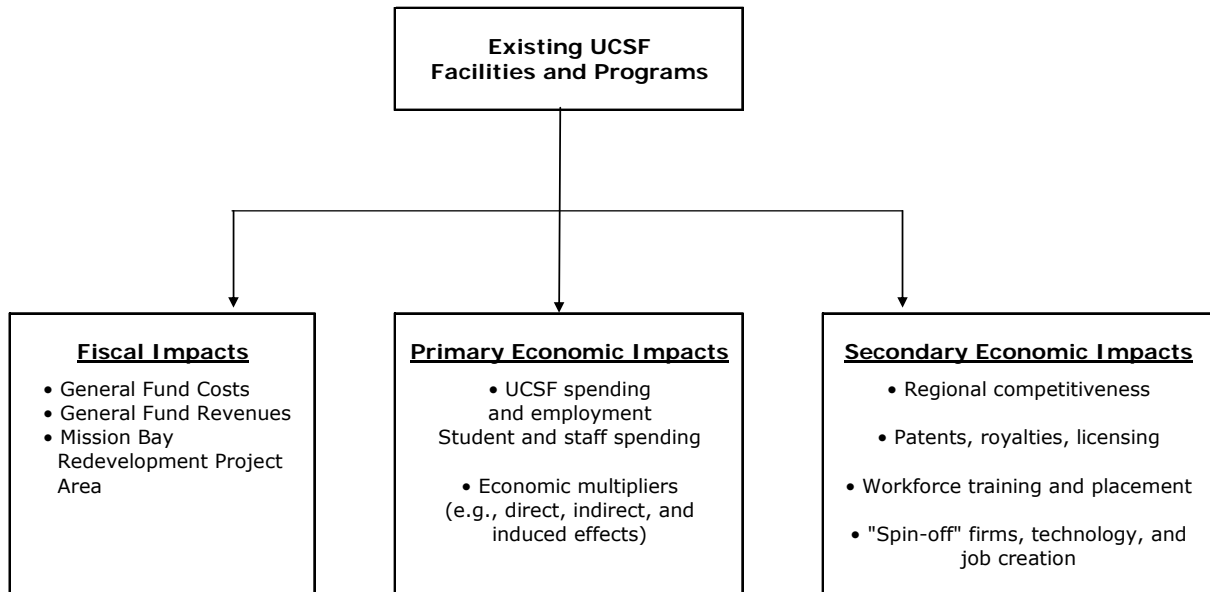 Existing UCSF
Facilities and Programs
Fiscal Impacts
• General Fund Costs
• General Fund Revenues
• Mission Bay
Redevelopment Project
Area
Primary Economic Impacts
• UCSF spending
and employment
Student and staff spending
• Economic multipliers
(e.g., direct, indirect, and
induced effects)
Secondary Economic Impacts
• Regional competitiveness
• Patents, royalties, licensing
• Workforce training and placement
• "Spin-off" firms, technology, and
job creation